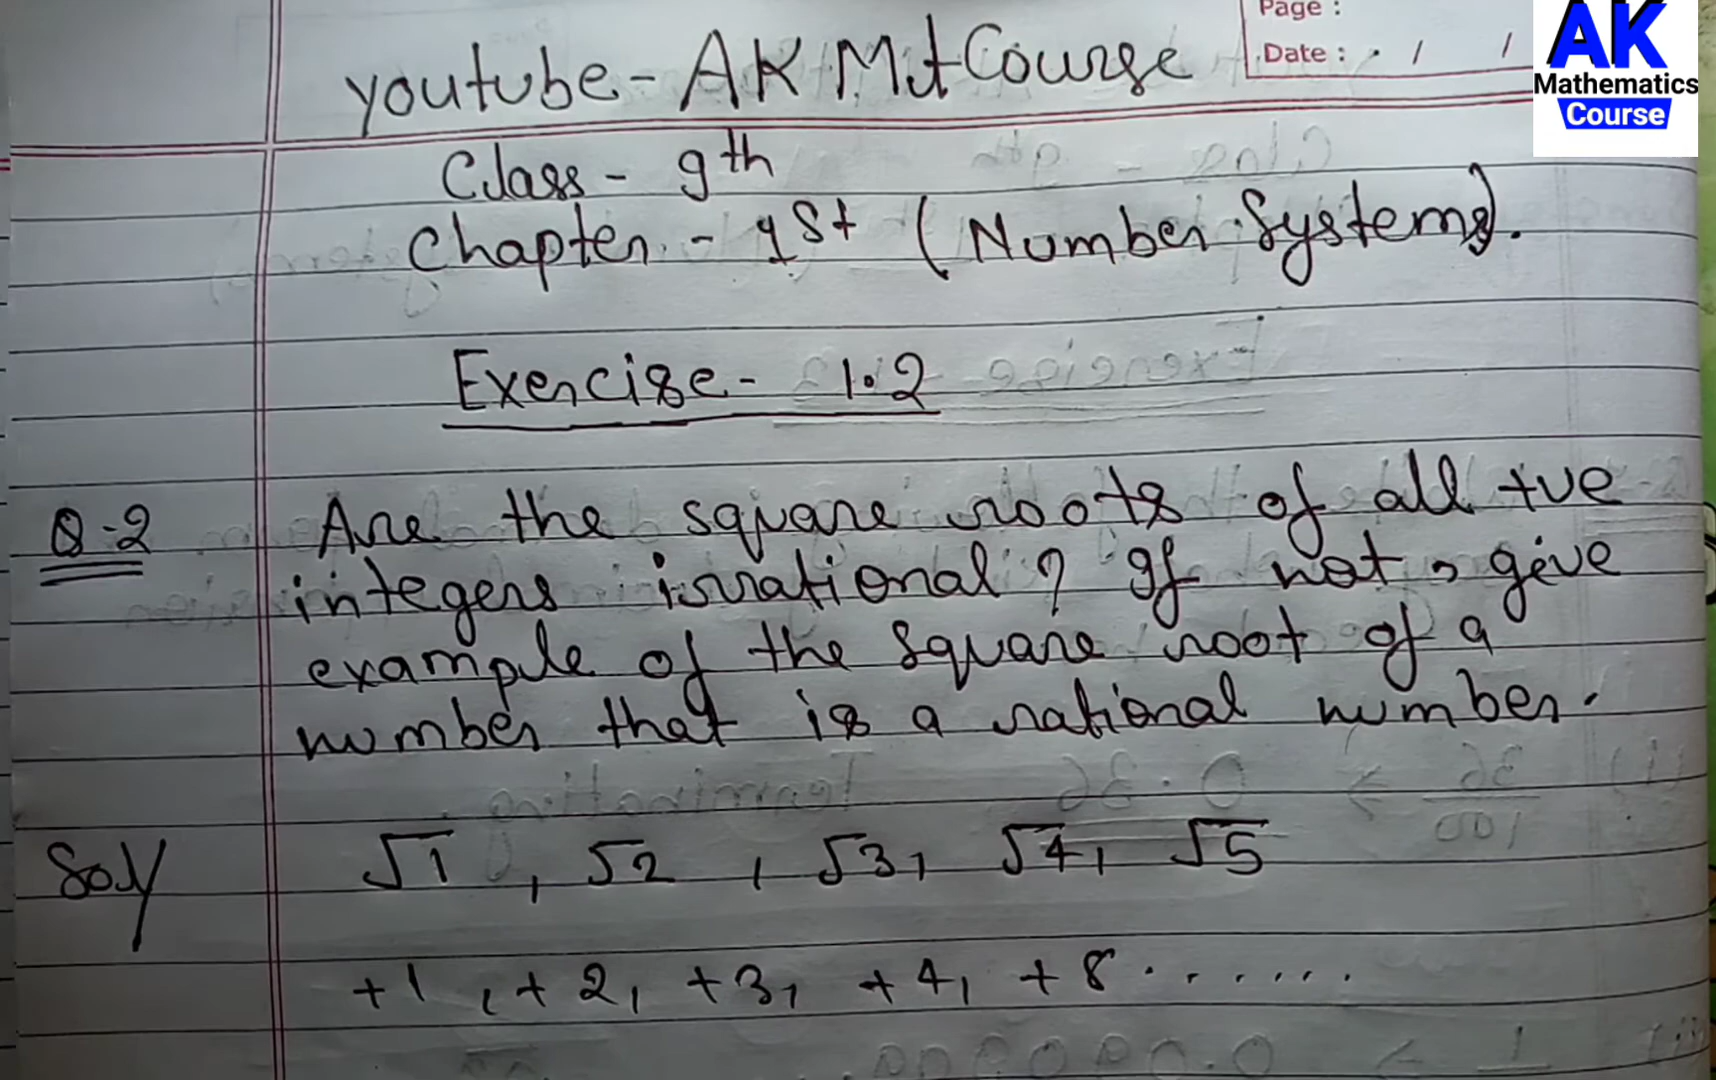 Page :
Date : / /
AK
Mathematics
Course
youtube - AK Mt Course
Class - 9th
Chapter - 1st (Number Systems).
Exercise - 1.2
Q-2 Are the square roots of all +ve
integers irrational? If not, give
example of the square root of a
number that is a rational number.
Sol √1, √2, √3, √4, √5
+1, +2, +3, +4, +8.......